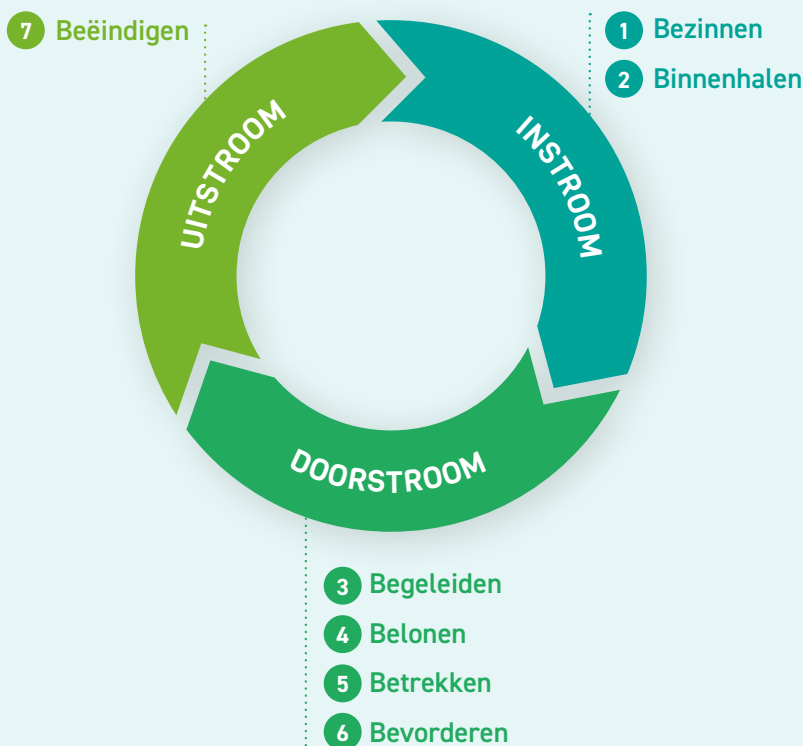 7 Beëindigen
1 Bezinnen
2 Binnenhalen
UITSTROOM
INSTROOM
DOORSTROOM
3 Begeleiden
4 Belonen
5 Betrekken
6 Bevorderen